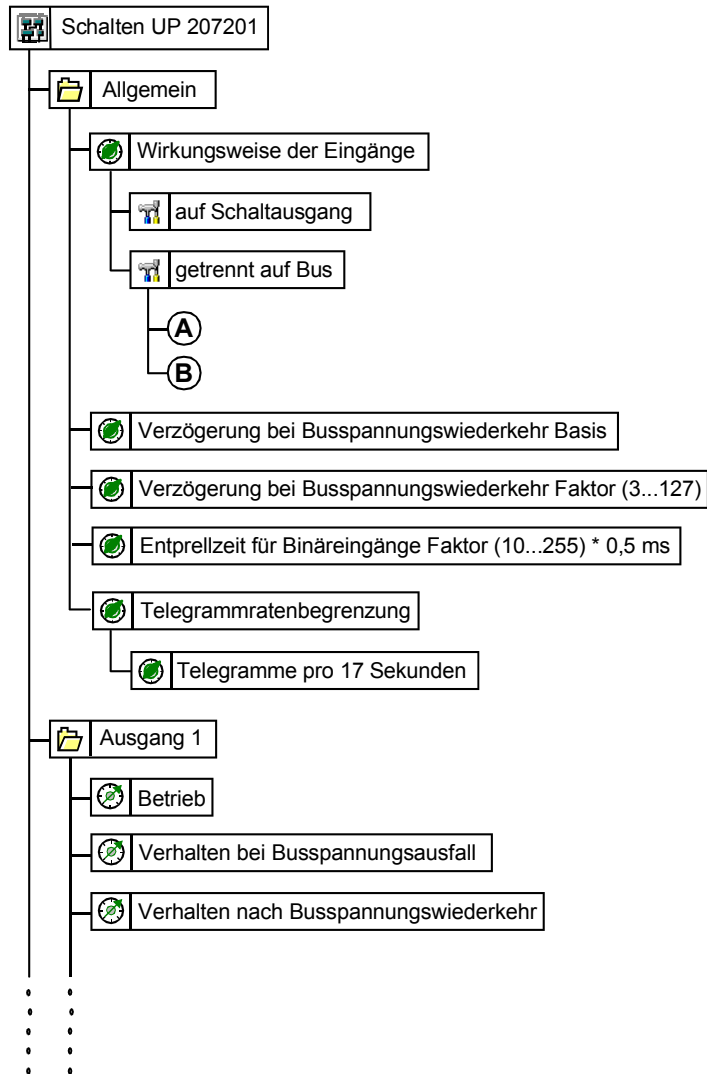 Schalten UP 207201
Allgemein
Wirkungsweise der Eingänge
auf Schaltausgang
getrennt auf Bus
A
B
Verzögerung bei Busspannungswiederkehr Basis
Verzögerung bei Busspannungswiederkehr Faktor (3...127)
Entprellzeit für Binäreingänge Faktor (10...255) * 0,5 ms
Telegrammratenbegrenzung
Telegramme pro 17 Sekunden
Ausgang 1
Betrieb
Verhalten bei Busspannungsausfall
Verhalten nach Busspannungswiederkehr